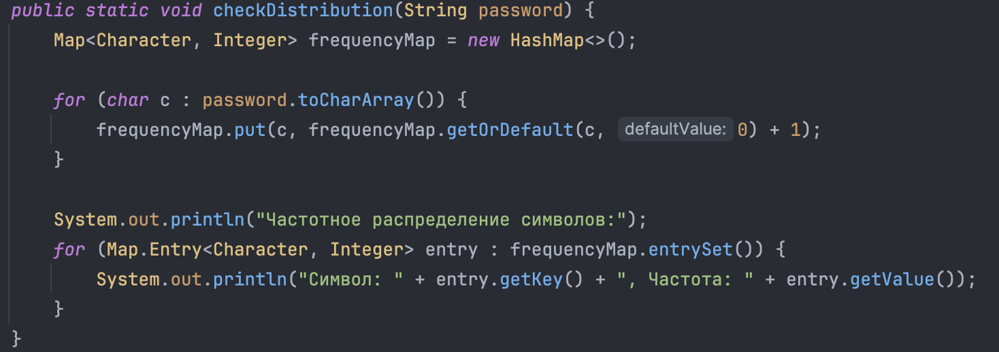 public static void checkDistribution(String password) {
    Map<Character, Integer> frequencyMap = new HashMap<>();

    for (char c : password.toCharArray()) {
        frequencyMap.put(c, frequencyMap.getOrDefault(c, defaultValue: 0) + 1);
    }

    System.out.println("Частотное распределение символов:");
    for (Map.Entry<Character, Integer> entry : frequencyMap.entrySet()) {
        System.out.println("Символ: " + entry.getKey() + ", Частота: " + entry.getValue());
    }
}